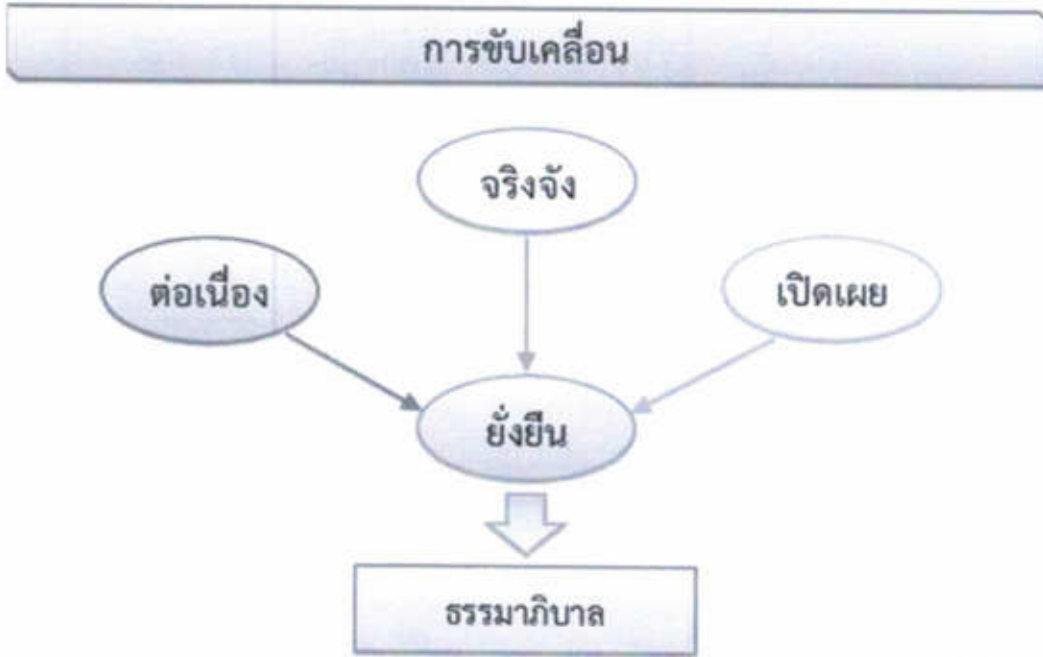 การขับเคลื่อน
จริงจัง
ต่อเนื่อง
เปิดเผย
ยั่งยืน
ธรรมาภิบาล